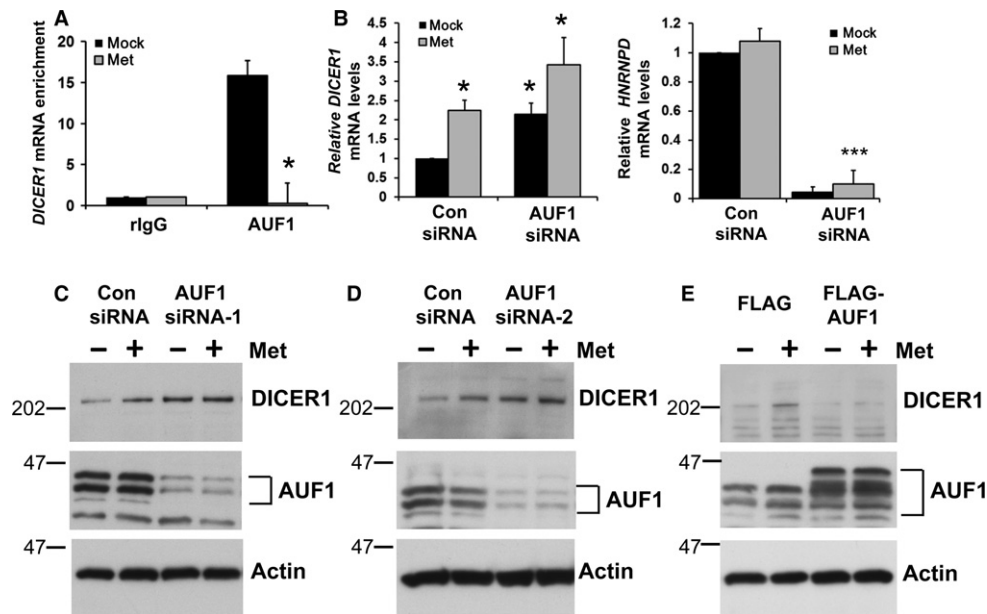 A
DICER1 mRNA enrichment
20
15
10
5
0
Mock
Met
*
rIgG
AUF1
B
Relative DICER1
mRNA levels
4.5
4
3.5
3
2.5
2
1.5
1
0.5
0
Mock
Met
*
*
*
Con
siRNA
AUF1
siRNA
Relative HNRNPD
mRNA levels
1.2
1
0.8
0.6
0.4
0.2
0
Mock
Met
***
Con
siRNA
AUF1
siRNA
C
Con
siRNA
AUF1
siRNA-1
– + – + Met
202
DICER1
47
AUF1
47
Actin
D
Con
siRNA
AUF1
siRNA-2
– + – + Met
202
DICER1
47
AUF1
47
Actin
E
FLAG
FLAG-
AUF1
– + – + Met
202
DICER1
47
AUF1
47
Actin